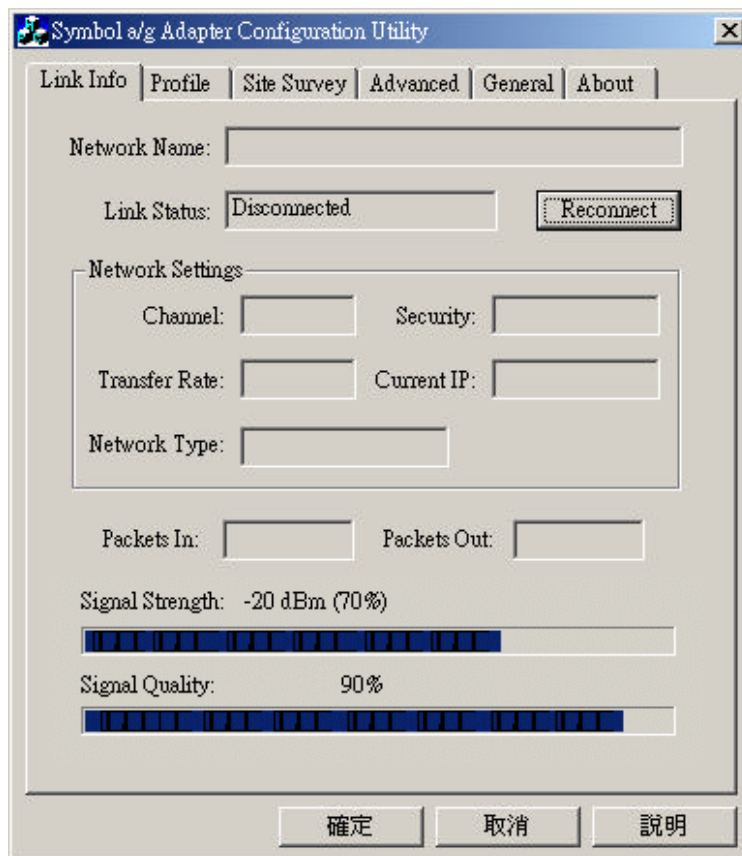 Symbol a/g Adapter Configuration Utility
Link Info Profile Site Survey Advanced General About
Network Name:
Link Status: Disconnected Reconnect
Network Settings
Channel: Security:
Transfer Rate: Current IP:
Network Type:
Packets In: Packets Out:
Signal Strength: -20 dBm (70%)
Signal Quality: 90%
確定 取消 説明